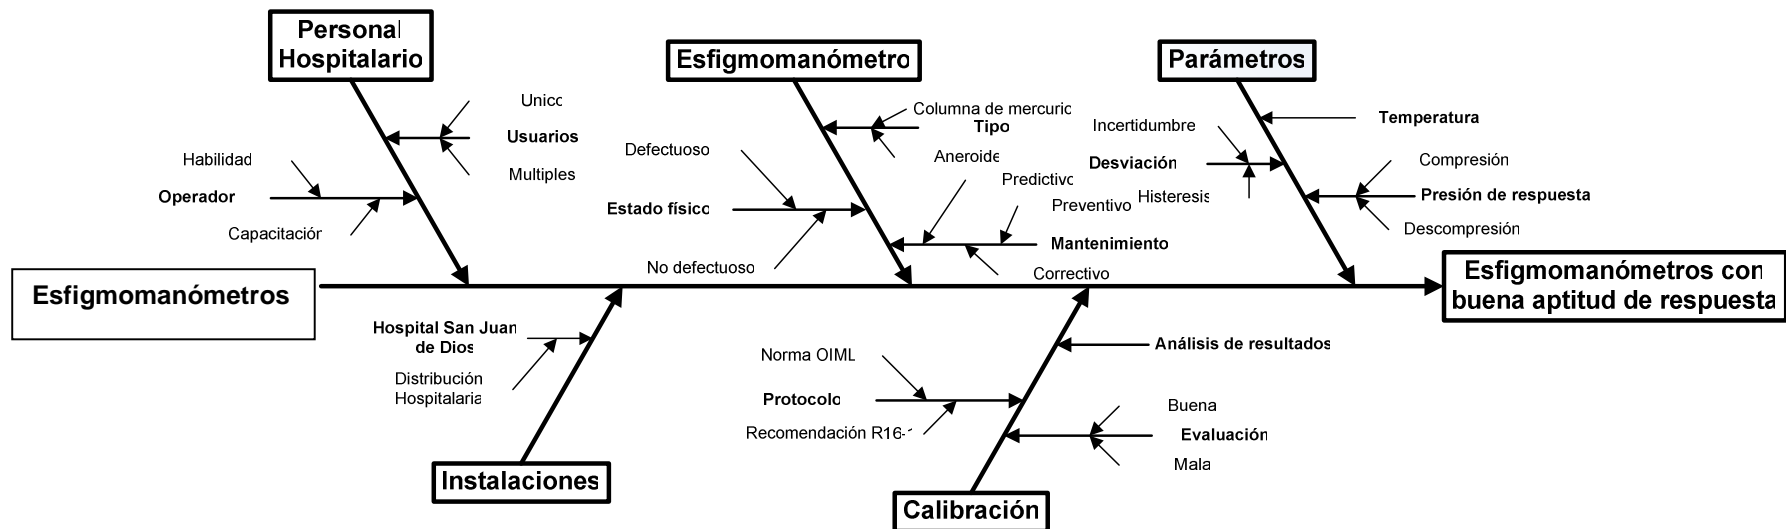 Personal
Hospitalario
Esfigmomanómetro
Parámetros
Unico
Usuarios
Multiples
Habilidad
Operador
Capacitación
Columna de mercurio
Tipo
Aneroide
Defectuoso
Estado físico
No defectuoso
Predictivo
Preventivo
Mantenimiento
Correctivo
Temperatura
Incertidumbre
Desviación
Histeresis
Compresión
Presión de respuesta
Descompresión
Esfigmomanómetros
Esfigmomanómetros con
buena aptitud de respuesta
Hospital San Juan
de Dios
Distribución
Hospitalaria
Instalaciones
Norma OIML
Protocolo
Recomendación R16-
Análisis de resultados
Buena
Evaluación
Mala
Calibración